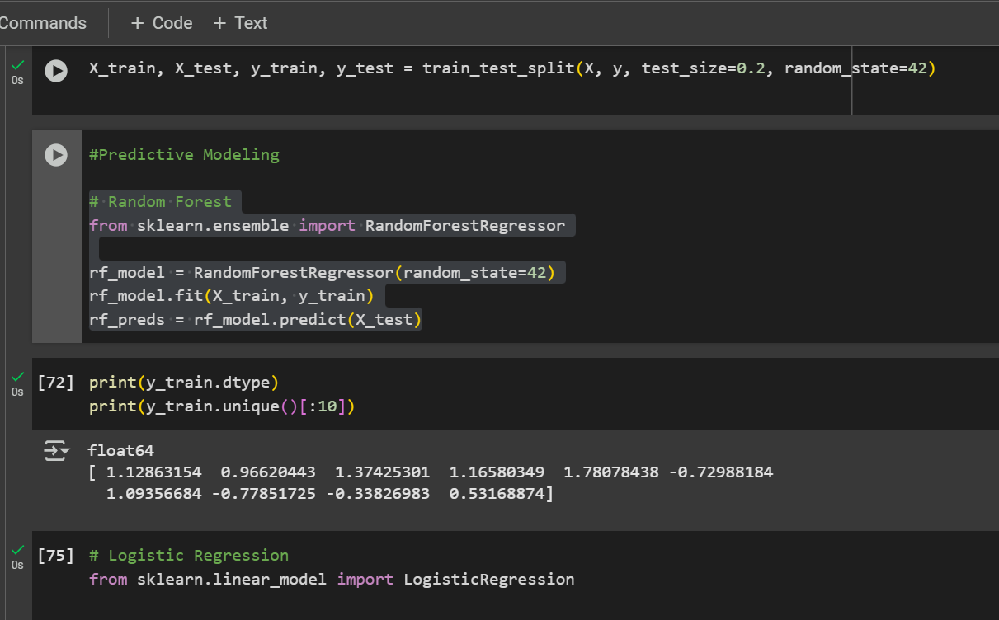 Commands + Code + Text
0s
X_train, X_test, y_train, y_test = train_test_split(X, y, test_size=0.2, random_state=42)
#Predictive Modeling
# Random Forest
from sklearn.ensemble import RandomForestRegressor
rf_model = RandomForestRegressor(random_state=42)
rf_model.fit(X_train, y_train)
rf_preds = rf_model.predict(X_test)
0s
[72] print(y_train.dtype)
print(y_train.unique()[:10])
float64
[ 1.12863154  0.96620443  1.37425301  1.16580349  1.78078438 -0.72988184
  1.09356684 -0.77851725 -0.33826983  0.53168874]
0s
[75] # Logistic Regression
from sklearn.linear_model import LogisticRegression